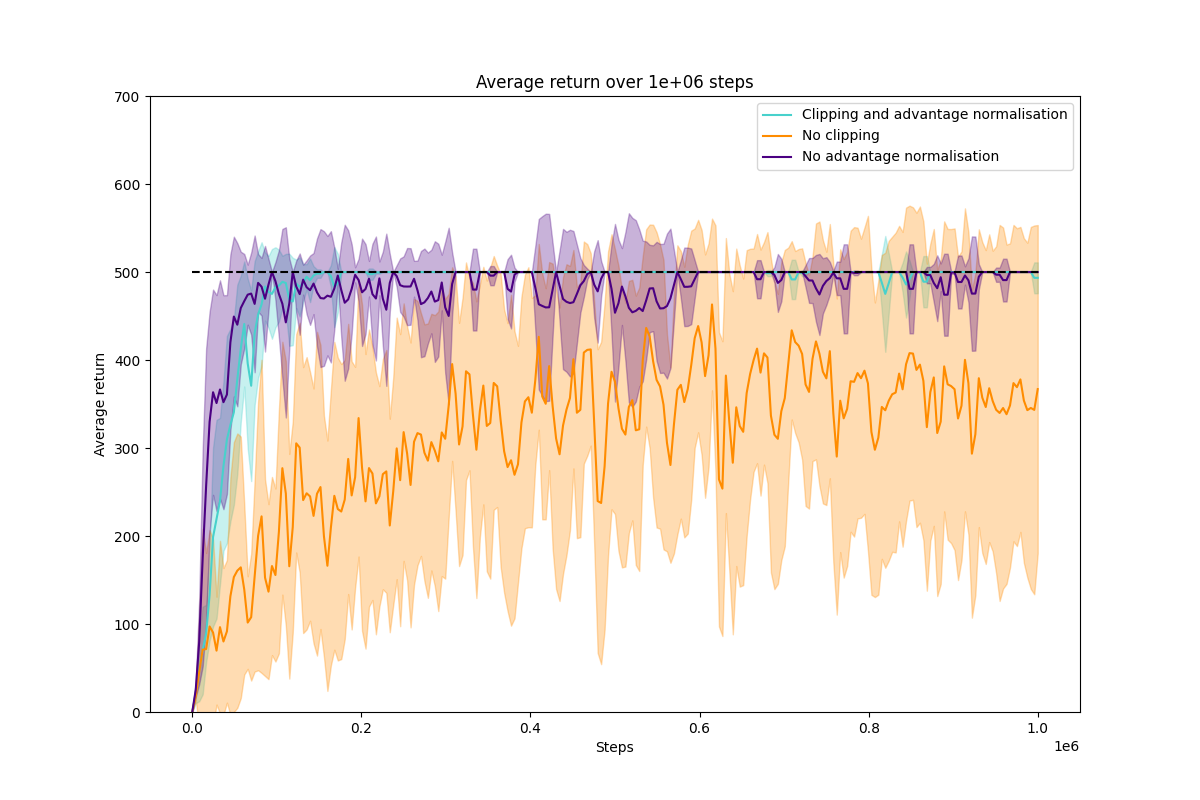 Average return over 1e+06 steps
700
600
500
400
300
200
100
0
Average return
Clipping and advantage normalisation
No clipping
No advantage normalisation
0.0
0.2
0.4
0.6
0.8
1.0
1e6
Steps